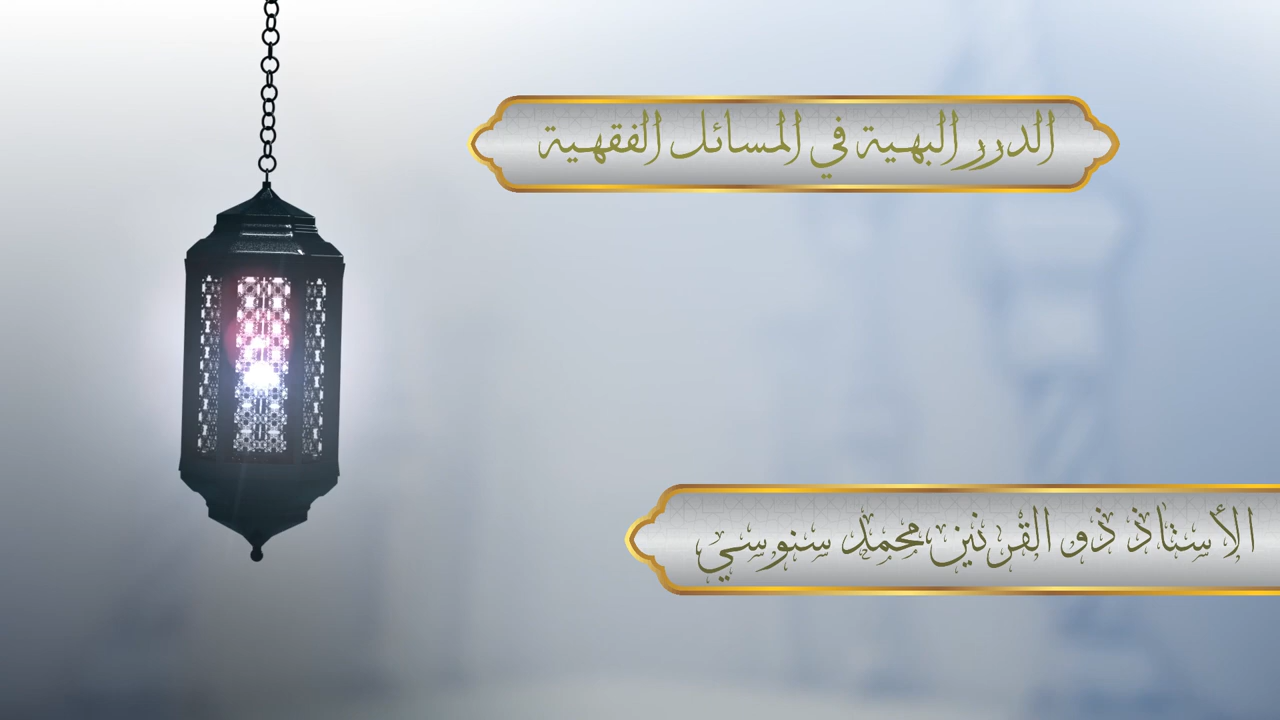 الدرر البهية في المسائل الفقهية
الأستاذ ذو القرنين محمد سنوسي